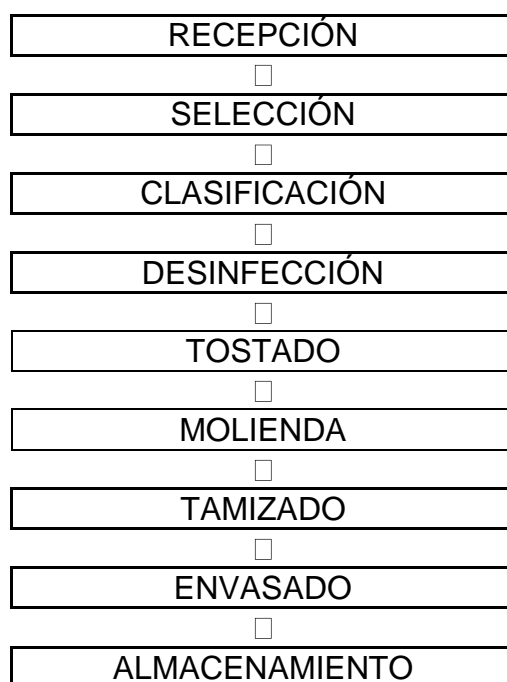 RECEPCIÓN
SELECCIÓN
CLASIFICACIÓN
DESINFECCIÓN
TOSTADO
MOLIENDA
TAMIZADO
ENVASADO
ALMACENAMIENTO